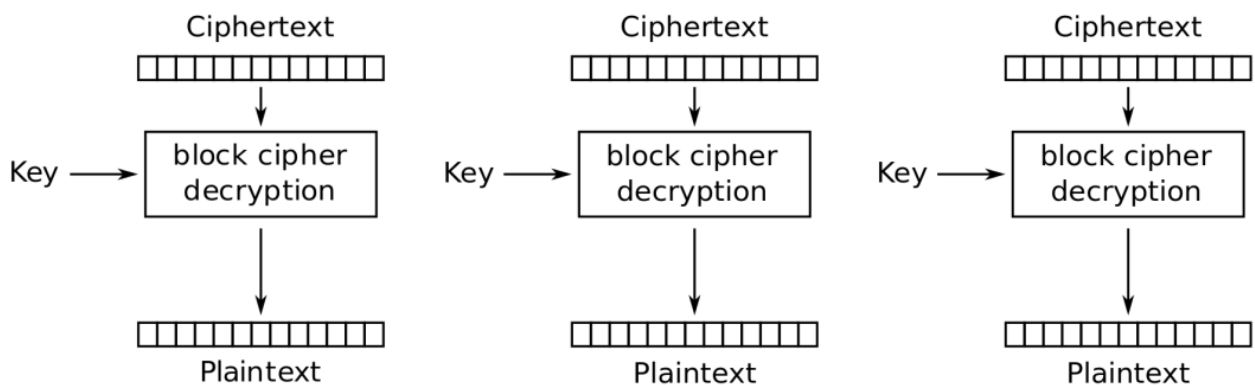 Ciphertext Ciphertext Ciphertext
Key block cipher decryption Key block cipher decryption Key block cipher decryption
Plaintext Plaintext Plaintext